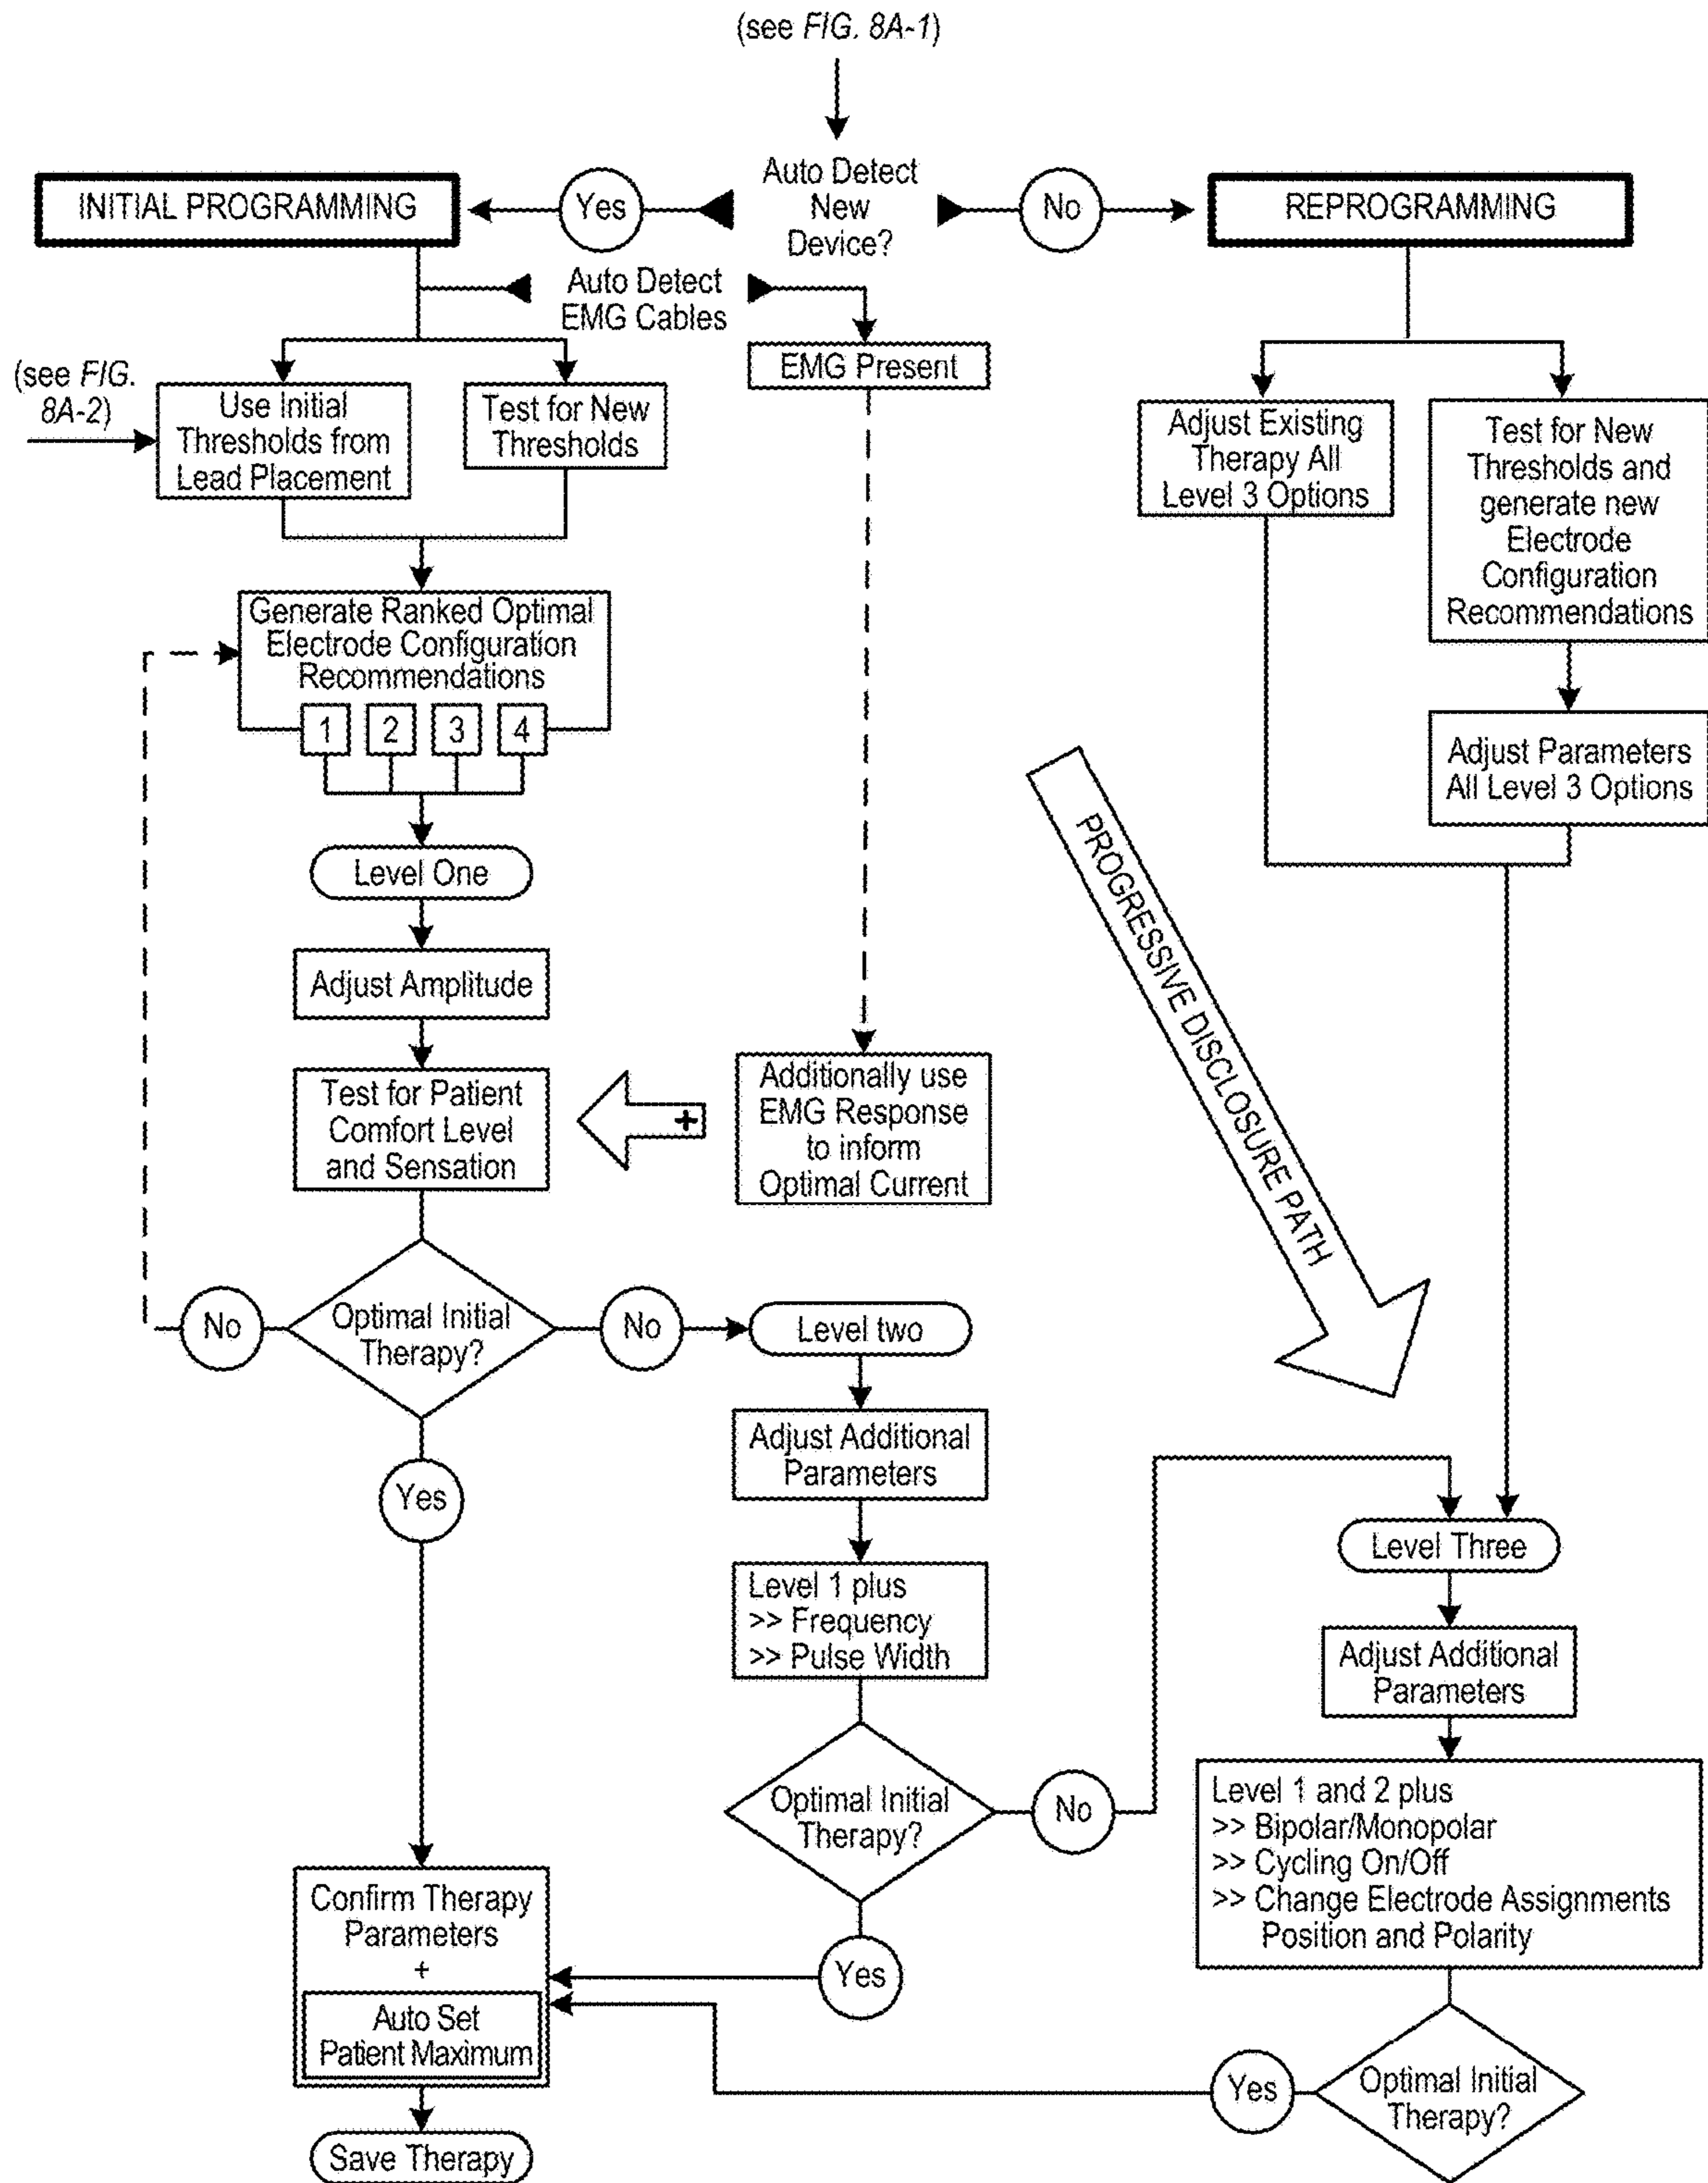 (see FIG. 8A-1)
Auto Detect
New
Device?
Yes
No
INITIAL PROGRAMMING
REPROGRAMMING
Auto Detect
EMG Cables
EMG Present
(see FIG.
8A-2)
Use Initial
Thresholds from
Lead Placement
Test for New
Thresholds
Adjust Existing
Therapy All
Level 3 Options
Test for New
Thresholds and
generate new
Electrode
Configuration
Recommendations
Generate Ranked Optimal
Electrode Configuration
Recommendations
1 2 3 4
Adjust Parameters
All Level 3 Options
Level One
Adjust Amplitude
PROGRESSIVE DISCLOSURE PATH
Test for Patient
Comfort Level
and Sensation
+
Additionally use
EMG Response
to inform
Optimal Current
No
Optimal Initial
Therapy?
No
Level two
Yes
Adjust Additional
Parameters
Level 1 plus
>> Frequency
>> Pulse Width
Level Three
Adjust Additional
Parameters
Optimal Initial
Therapy?
No
Level 1 and 2 plus
>> Bipolar/Monopolar
>> Cycling On/Off
>> Change Electrode Assignments
Position and Polarity
Yes
Confirm Therapy
Parameters
+
Auto Set
Patient Maximum
Optimal Initial
Therapy?
Yes
Save Therapy